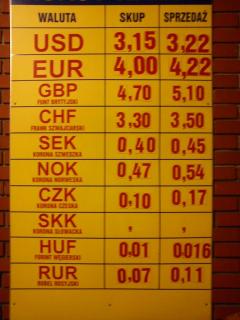 WALUTA SKUP SPRZEDAŻ
USD 3,15 3,22
EUR 4,00 4,22
GBP 4,70 5,10
FUNT BRYTYJSKI
CHF 3,30 3,50
FRANK SZWAJCARSKI
SEK 0,40 0,45
KORONA SZWEDZKA
NOK 0,47 0,54
KORONA NORWESKA
CZK 0,10 0,17
KORONA CZESKA
SKK , ,
KORONA SŁOWACKA
HUF 0,01 0,016
FORINT WĘGIERSKI
RUR 0,07 0,11
RUBEL ROSYJSKI